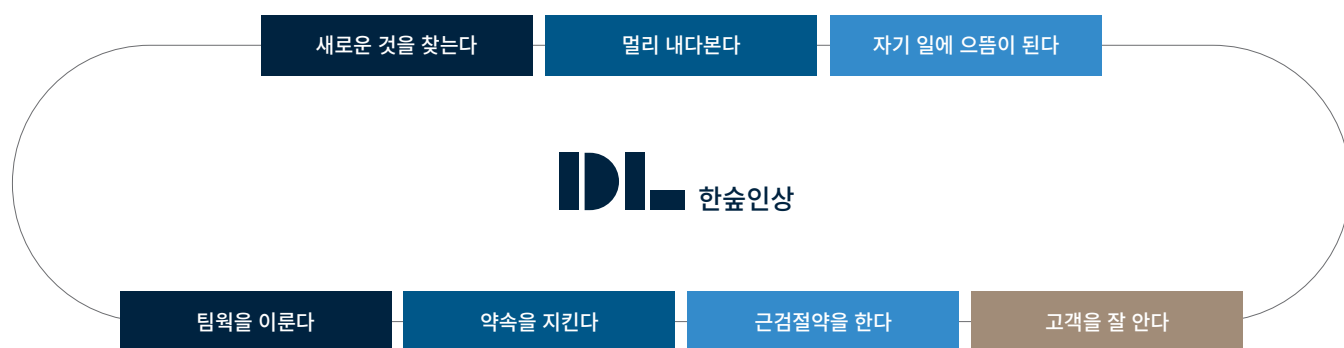 새로운 것을 찾는다
멀리 내다본다
자기 일에 으뜸이 된다
DL 한숲인상
팀웍을 이룬다
약속을 지킨다
근검절약을 한다
고객을 잘 안다